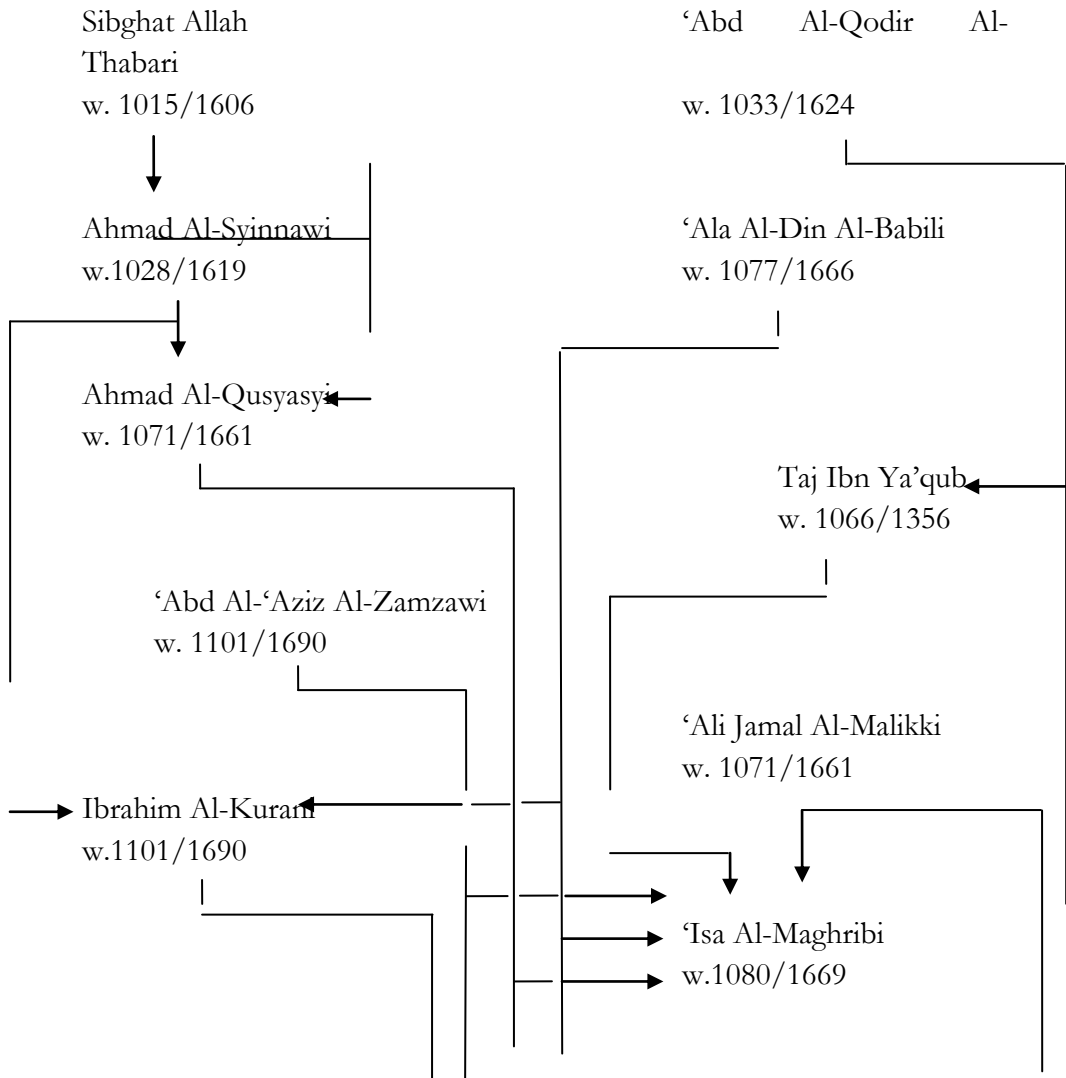 Sibghat Allah
Thabari
w. 1015/1606
‘Abd Al-Qodir Al-
w. 1033/1624
Ahmad Al-Syinnawi
w.1028/1619
‘Ala Al-Din Al-Babili
w. 1077/1666
Ahmad Al-Qusyasyi
w. 1071/1661
Taj Ibn Ya’qub
w. 1066/1356
‘Abd Al-‘Aziz Al-Zamzawi
w. 1101/1690
‘Ali Jamal Al-Malikki
w. 1071/1661
Ibrahim Al-Kurani
w.1101/1690
‘Isa Al-Maghribi
w.1080/1669